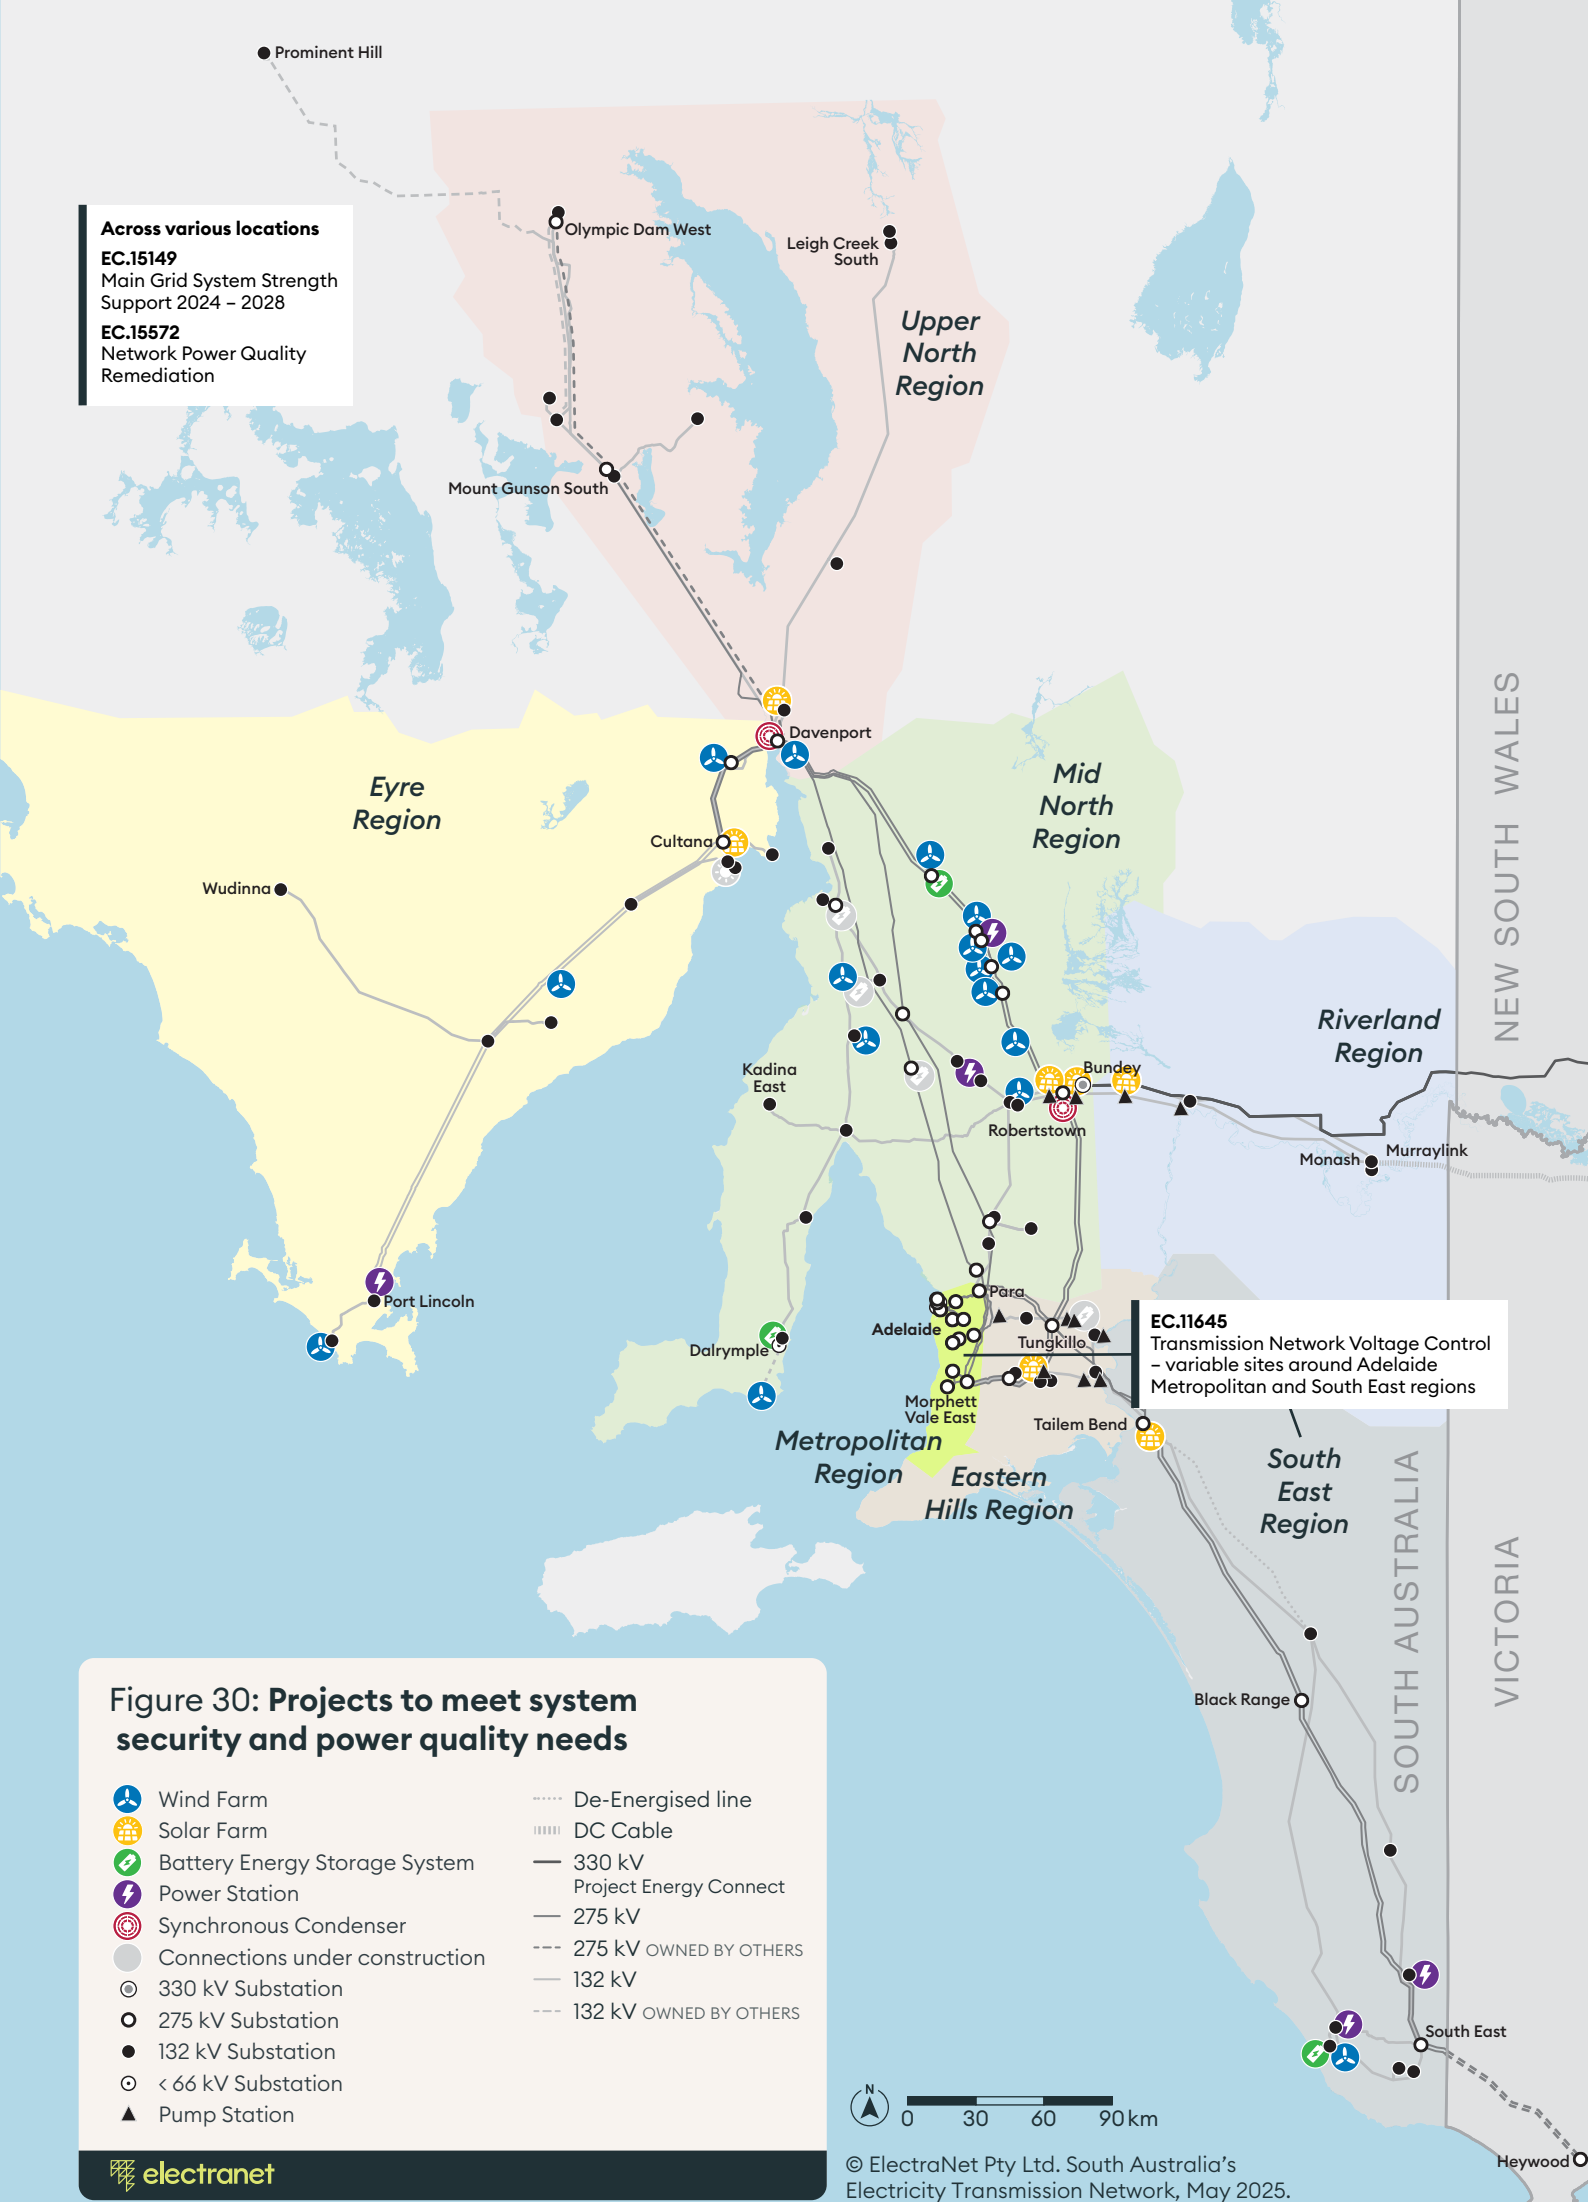 Prominent Hill
Across various locations
EC.15149
Main Grid System Strength
Support 2024 – 2028
EC.15572
Network Power Quality
Remediation
Olympic Dam West
Leigh Creek
South
Upper
North
Region
Mount Gunson South
NEW SOUTH WALES
Davenport
Eyre
Region
Mid
North
Region
Cultana
Wudinna
Riverland
Region
Kadina
East
Bundey
Robertstown
Monash
Murraylink
Port Lincoln
Para
Adelaide
Tungkillo
Dalrymple
EC.11645
Transmission Network Voltage Control
– variable sites around Adelaide
Metropolitan and South East regions
Morphett
Vale East
Tailem Bend
Metropolitan
Region
Eastern
Hills Region
South
East
Region
SOUTH AUSTRALIA
VICTORIA
Black Range
South East
Heywood
Figure 30: Projects to meet system
security and power quality needs
Wind Farm
Solar Farm
Battery Energy Storage System
Power Station
Synchronous Condenser
Connections under construction
330 kV Substation
275 kV Substation
132 kV Substation
< 66 kV Substation
Pump Station
De-Energised line
DC Cable
330 kV
Project Energy Connect
275 kV
275 kV OWNED BY OTHERS
132 kV
132 kV OWNED BY OTHERS
electranet
N
0 30 60 90 km
© ElectraNet Pty Ltd. South Australia’s
Electricity Transmission Network, May 2025.